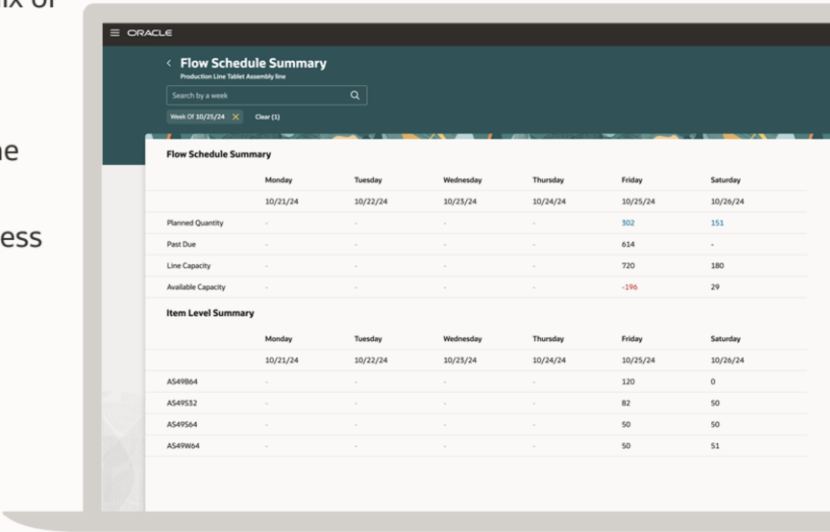 ORACLE
Flow Schedule Summary
Production Line Tablet Assembly line
Search by a week
Week Of 10/25/24 Clear (1)
Flow Schedule Summary
Monday Tuesday Wednesday Thursday Friday Saturday
10/21/24 10/22/24 10/23/24 10/24/24 10/25/24 10/26/24
Planned Quantity - - - - 302 151
Past Due - - - - 614 -
Line Capacity - - - - 720 180
Available Capacity - - - - -196 29
Item Level Summary
Monday Tuesday Wednesday Thursday Friday Saturday
10/21/24 10/22/24 10/23/24 10/24/24 10/25/24 10/26/24
AS49B64 - - - - 120 0
AS49S32 - - - - 82 50
AS49S64 - - - - 50 50
AS49W64 - - - - 50 51